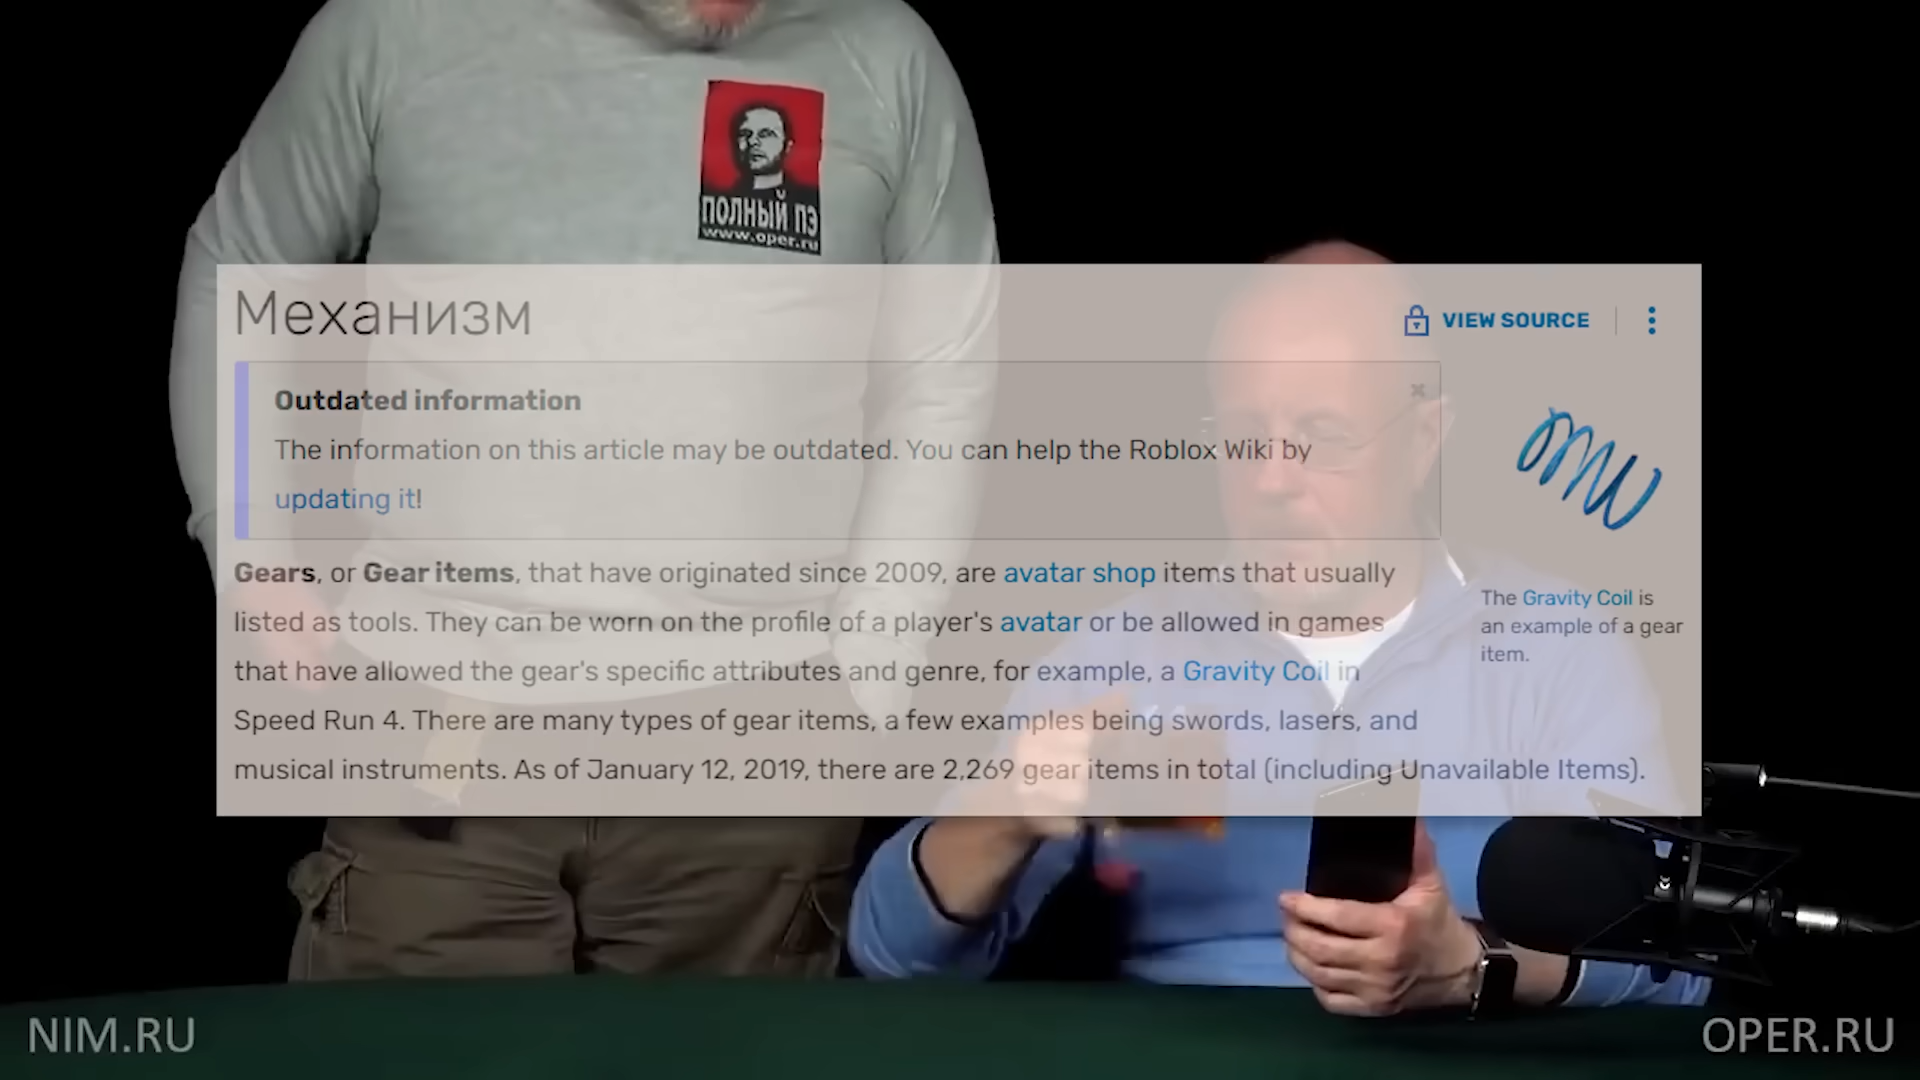 ПОЛНЫЙ ПЭ
www.oper.ru
Механизм
VIEW SOURCE
Outdated information
The information on this article may be outdated. You can help the Roblox Wiki by
updating it!
Gears, or Gear items, that have originated since 2009, are avatar shop items that usually
listed as tools. They can be worn on the profile of a player's avatar or be allowed in games
that have allowed the gear's specific attributes and genre, for example, a Gravity Coil in
Speed Run 4. There are many types of gear items, a few examples being swords, lasers, and
musical instruments. As of January 12, 2019, there are 2,269 gear items in total (including Unavailable Items).
The Gravity Coil is
an example of a gear
item.
NIM.RU
OPER.RU